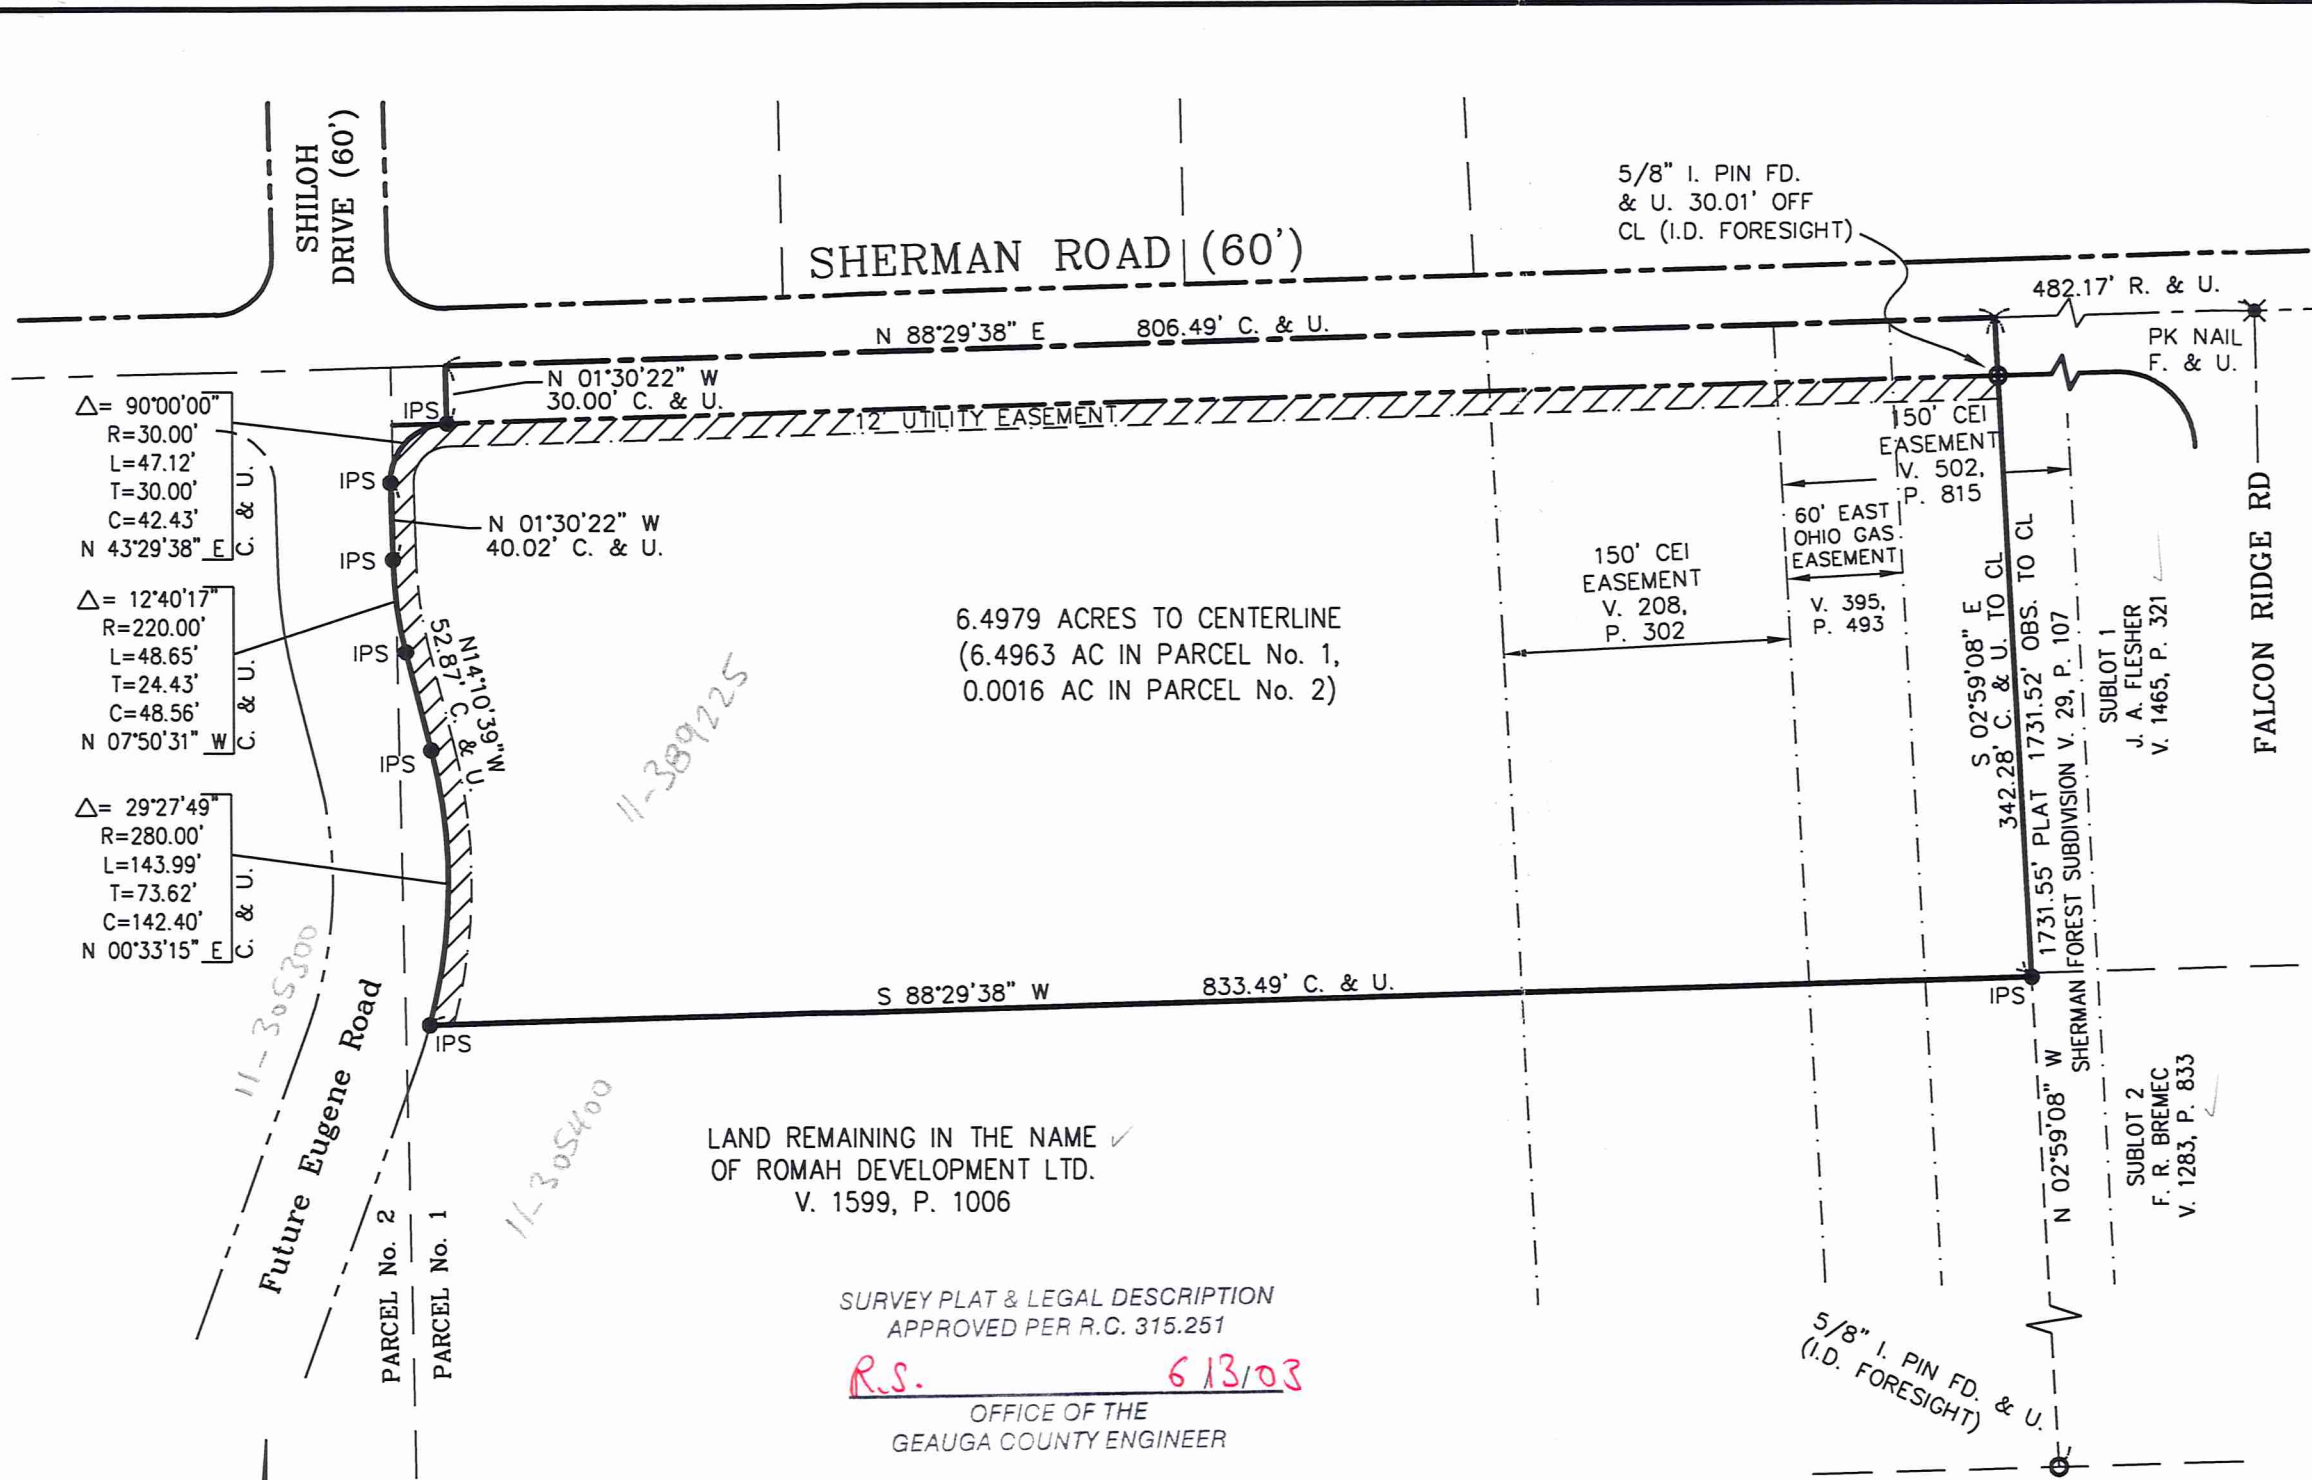 SHILOH
DRIVE (60')
SHERMAN ROAD (60')
5/8" I. PIN FD.
& U. 30.01' OFF
CL (I.D. FORESIGHT)
482.17' R. & U.
PK NAIL
F. & U.
N 88°29'38" E 806.49' C. & U.
N 01°30'22" W
30.00' C. & U.
IPS
12' UTILITY EASEMENT
Δ= 90°00'00"
R=30.00'
L=47.12'
T=30.00'
C=42.43'
N 43°29'38" E
C. & U.
IPS
N 01°30'22" W
40.02' C. & U.
IPS
Δ= 12°40'17"
R=220.00'
L=48.65'
T=24.43'
C=48.56'
N 07°50'31" W
C. & U.
IPS
N14°10'39"W
52.87' C. & U.
IPS
Δ= 29°27'49"
R=280.00'
L=143.99'
T=73.62'
C=142.40'
N 00°33'15" E
C. & U.
6.4979 ACRES TO CENTERLINE
(6.4963 AC IN PARCEL No. 1,
0.0016 AC IN PARCEL No. 2)
11-389225
150' CEI
EASEMENT
V. 208,
P. 302
150' CEI
EASEMENT
V. 502,
P. 815
60' EAST
OHIO GAS
EASEMENT
V. 395,
P. 493
S 02°59'08" E
342.28' C. & U. TO CL
1731.55' PLAT 1731.52' OBS. TO CL
SHERMAN FOREST SUBDIVISION V. 29, P. 107
SUBLOT 1
J. A. FLESHER
V. 1465, P. 321
FALCON RIDGE RD
S 88°29'38" W 833.49' C. & U.
IPS
IPS
11-305300
Future Eugene Road
11-305400
PARCEL No. 2
PARCEL No. 1
LAND REMAINING IN THE NAME
OF ROMAH DEVELOPMENT LTD.
V. 1599, P. 1006
N 02°59'08" W
SUBLOT 2
F. R. BREMEC
V. 1283, P. 833
SURVEY PLAT & LEGAL DESCRIPTION
APPROVED PER R.C. 315.251
R.S. 6/3/03
OFFICE OF THE
GEAUGA COUNTY ENGINEER
5/8" I. PIN FD. & U.
(I.D. FORESIGHT)